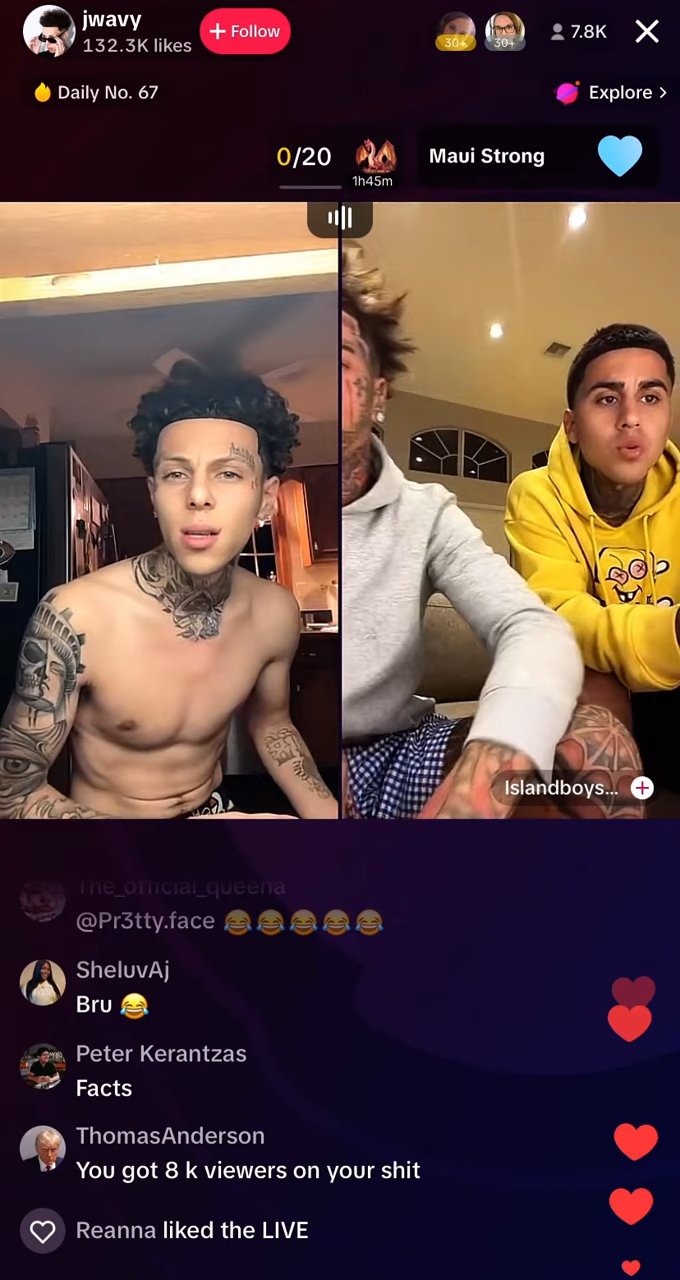 jwavy
132.3K likes
+ Follow
30+
30+
7.8K
Daily No. 67
Explore >
0/20
1h45m
Maui Strong
Islandboys...
The_official_queena
@Pr3tty.face 😂😂😂😂😂
SheluvAj
Bru 😂
Peter Kerantzas
Facts
ThomasAnderson
You got 8 k viewers on your shit
Reanna liked the LIVE